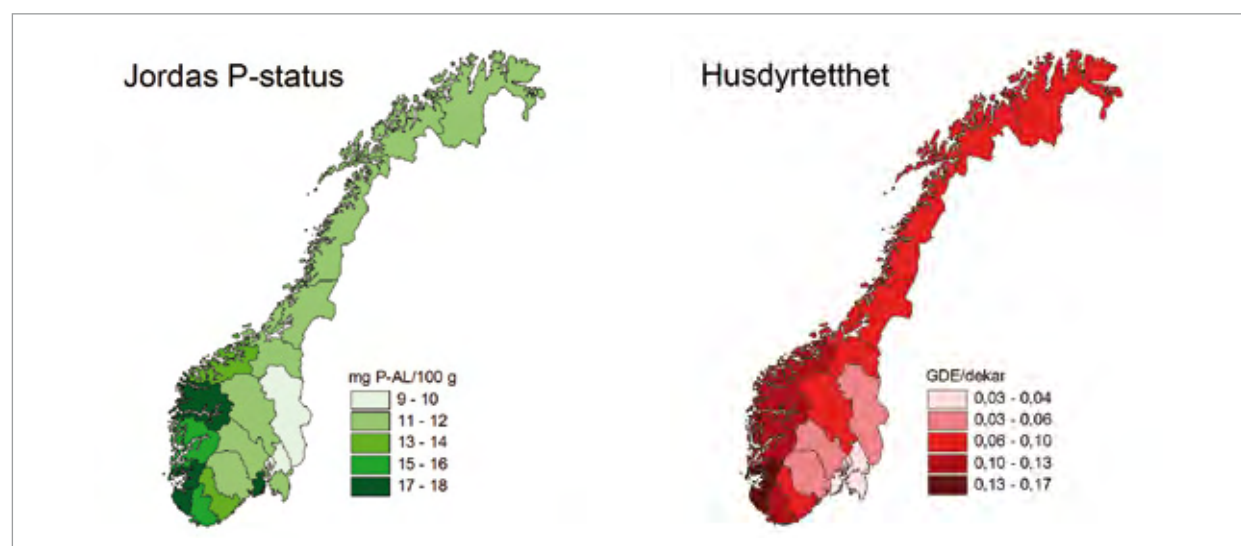 Jordas P-status
Husdyrtetthet
mg P-AL/100 g
9 - 10
11 - 12
13 - 14
15 - 16
17 - 18
GDE/dekar
0,03 - 0,04
0,03 - 0,06
0,06 - 0,10
0,10 - 0,13
0,13 - 0,17